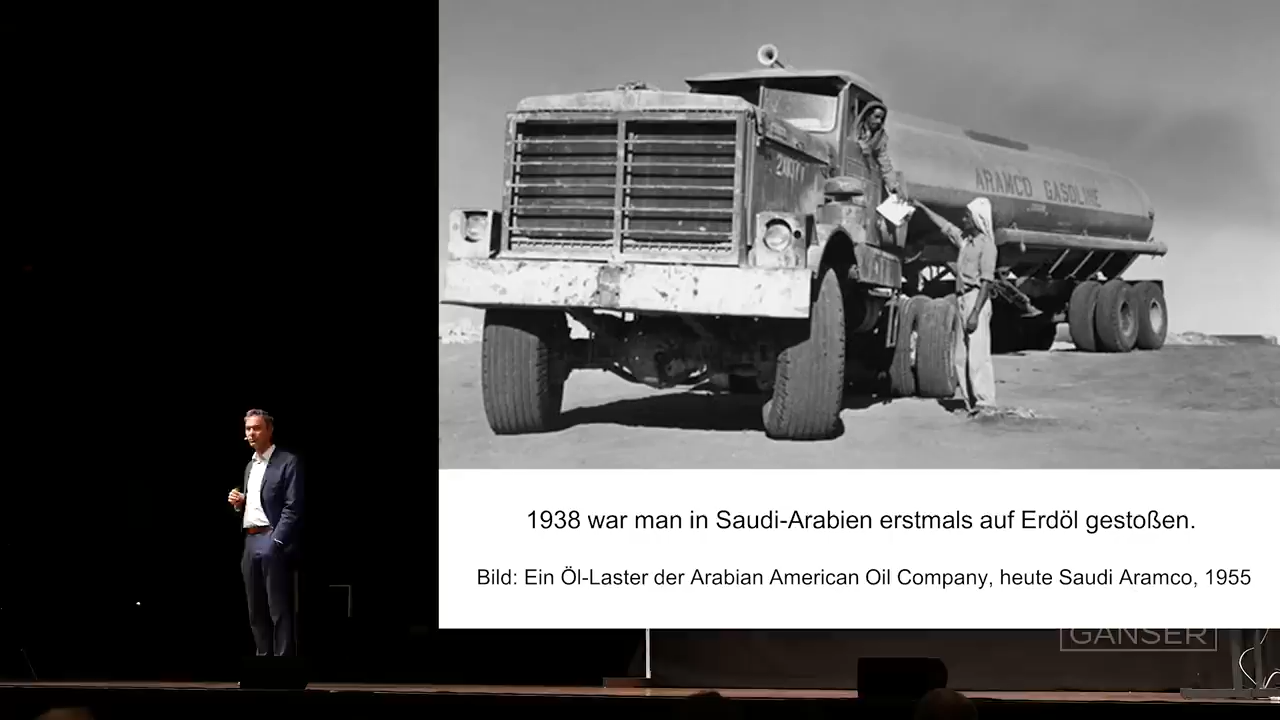 ARAMCO GASOLINE
1938 war man in Saudi-Arabien erstmals auf Erdöl gestoßen.
Bild: Ein Öl-Laster der Arabian American Oil Company, heute Saudi Aramco, 1955
GANSER